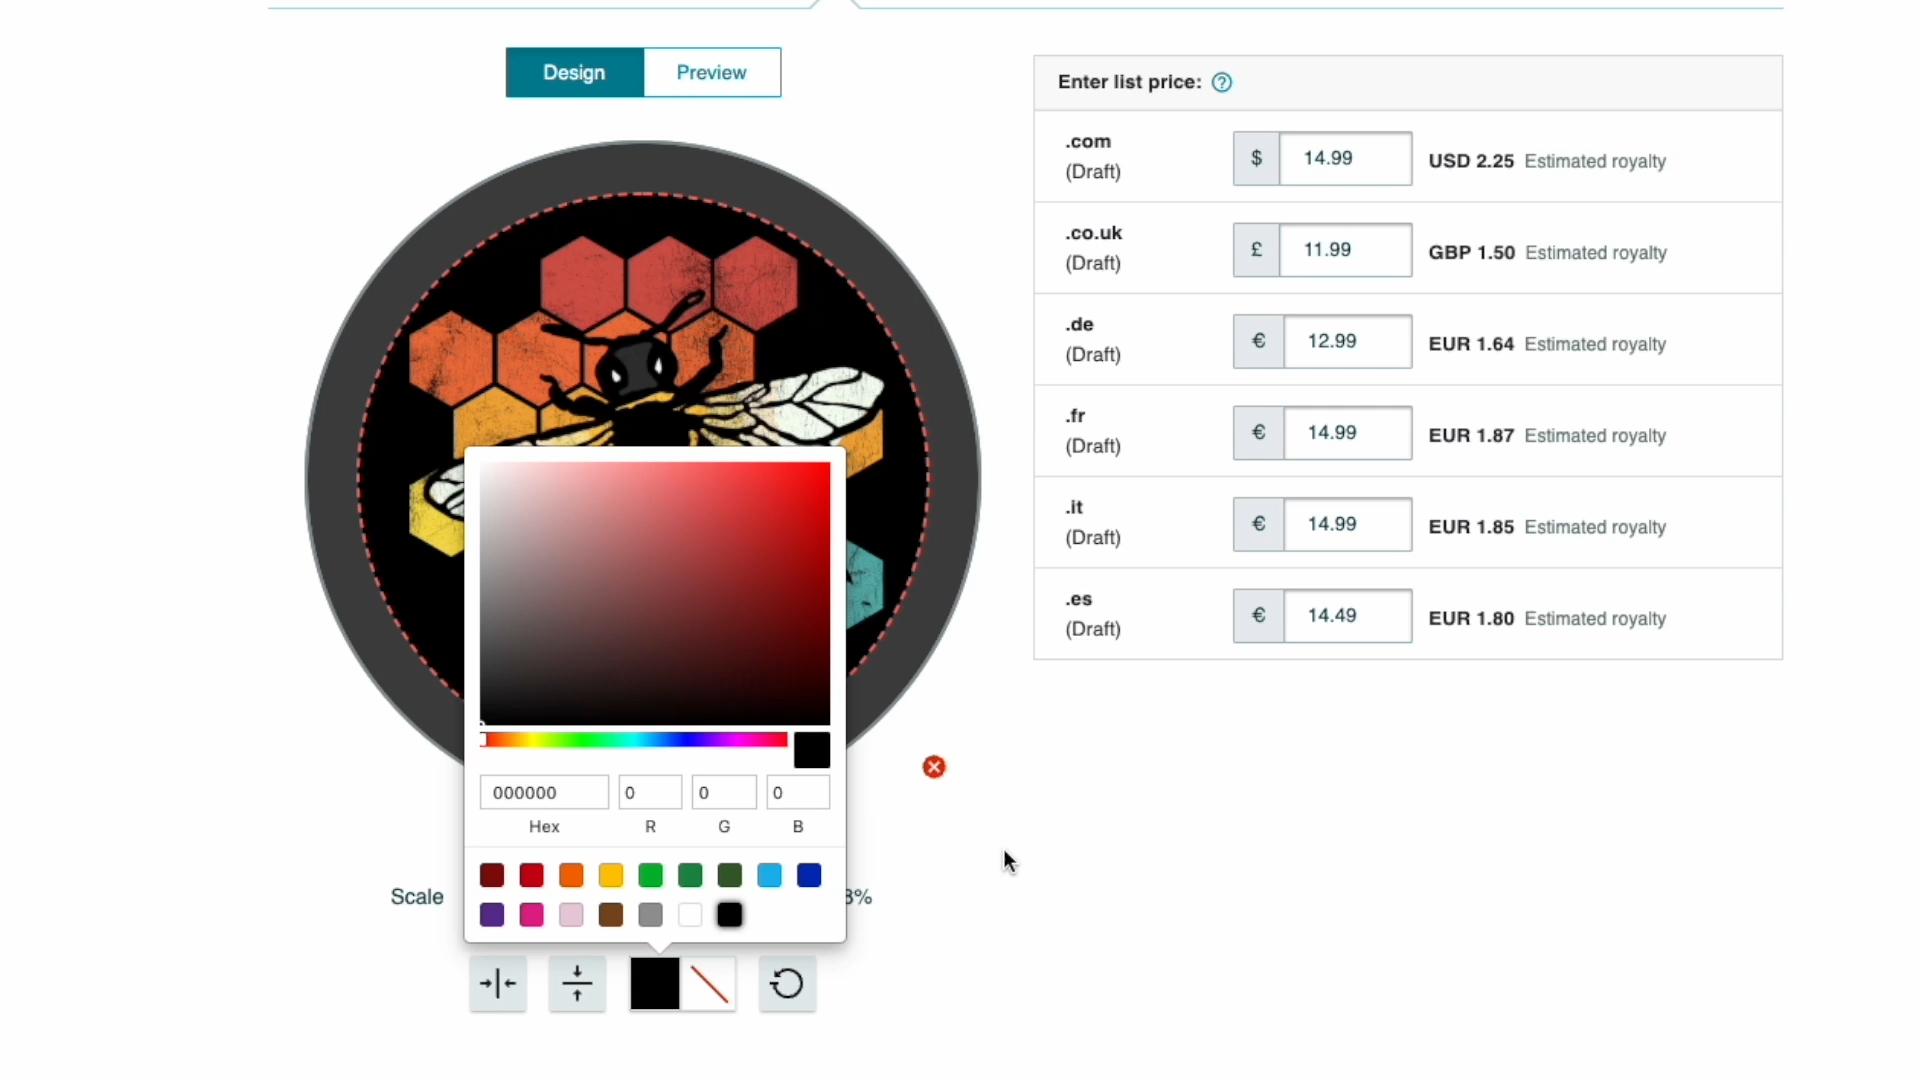 Design
Preview
Enter list price:
.com
(Draft)
$
14.99
USD 2.25 Estimated royalty
.co.uk
(Draft)
£
11.99
GBP 1.50 Estimated royalty
.de
(Draft)
€
12.99
EUR 1.64 Estimated royalty
.fr
(Draft)
€
14.99
EUR 1.87 Estimated royalty
.it
(Draft)
€
14.99
EUR 1.85 Estimated royalty
.es
(Draft)
€
14.49
EUR 1.80 Estimated royalty
000000
0
0
0
Hex
R
G
B
Scale